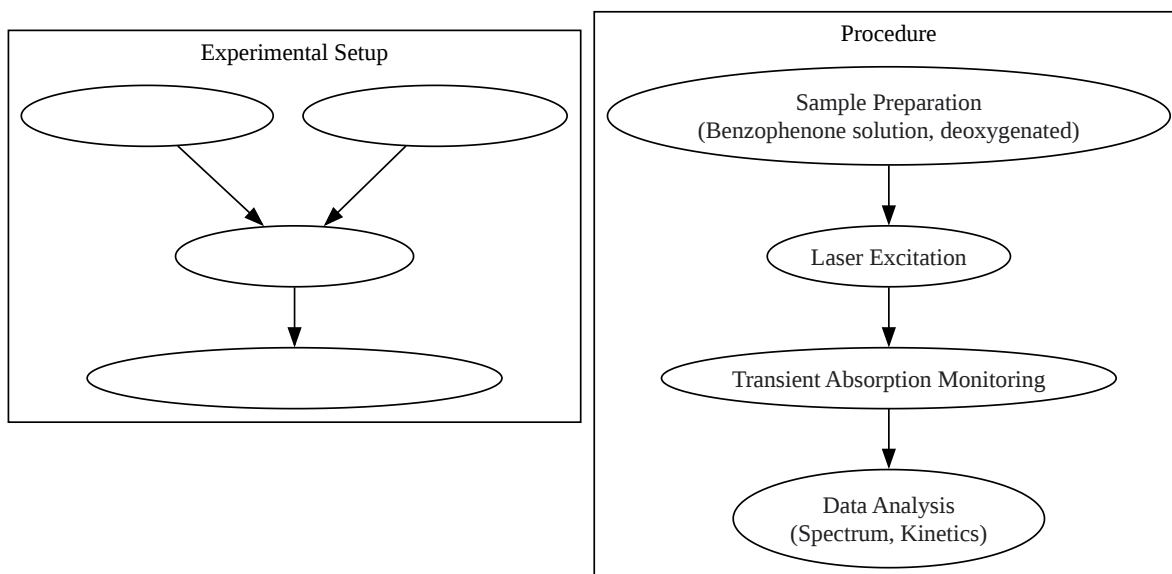 Experimental Setup
Procedure
Sample Preparation
(Benzophenone solution, deoxygenated)
Laser Excitation
Transient Absorption Monitoring
Data Analysis
(Spectrum, Kinetics)